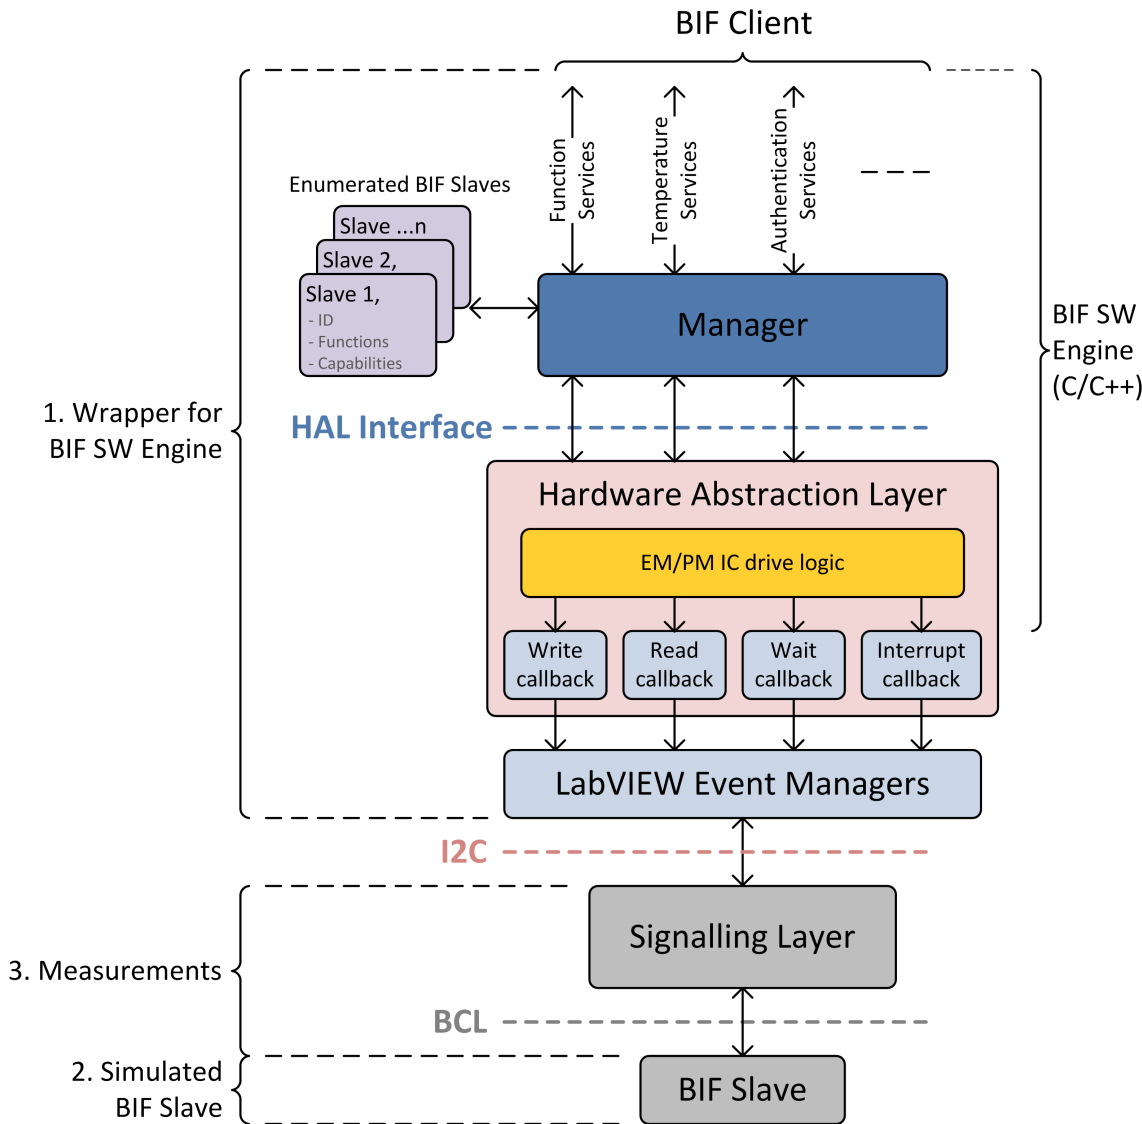 BIF Client
Function
Services
Temperature
Services
Authentication
Services
Enumerated BIF Slaves
Slave ...n
Slave 2,
Slave 1,
- ID
- Functions
- Capabilities
Manager
BIF SW
Engine
(C/C++)
1. Wrapper for
BIF SW Engine
HAL Interface
Hardware Abstraction Layer
EM/PM IC drive logic
Write
callback
Read
callback
Wait
callback
Interrupt
callback
LabVIEW Event Managers
I2C
Signalling Layer
3. Measurements
BCL
2. Simulated
BIF Slave
BIF Slave